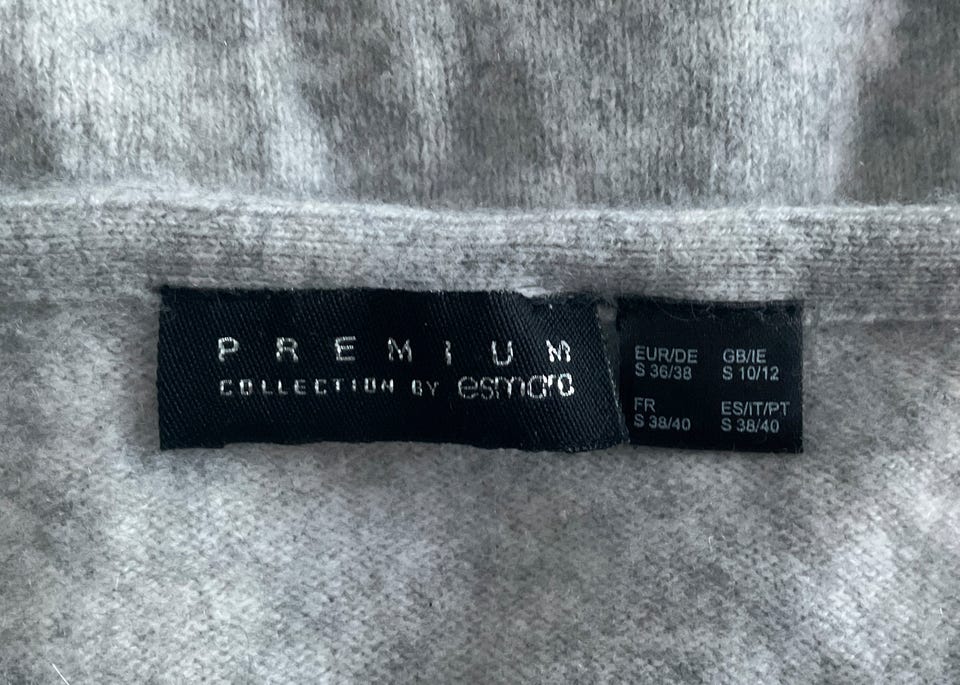 PREMIUM
COLLECTION BY esmara
EUR/DE
S 36/38
GB/IE
S 10/12
FR
S 38/40
ES/IT/PT
S 38/40